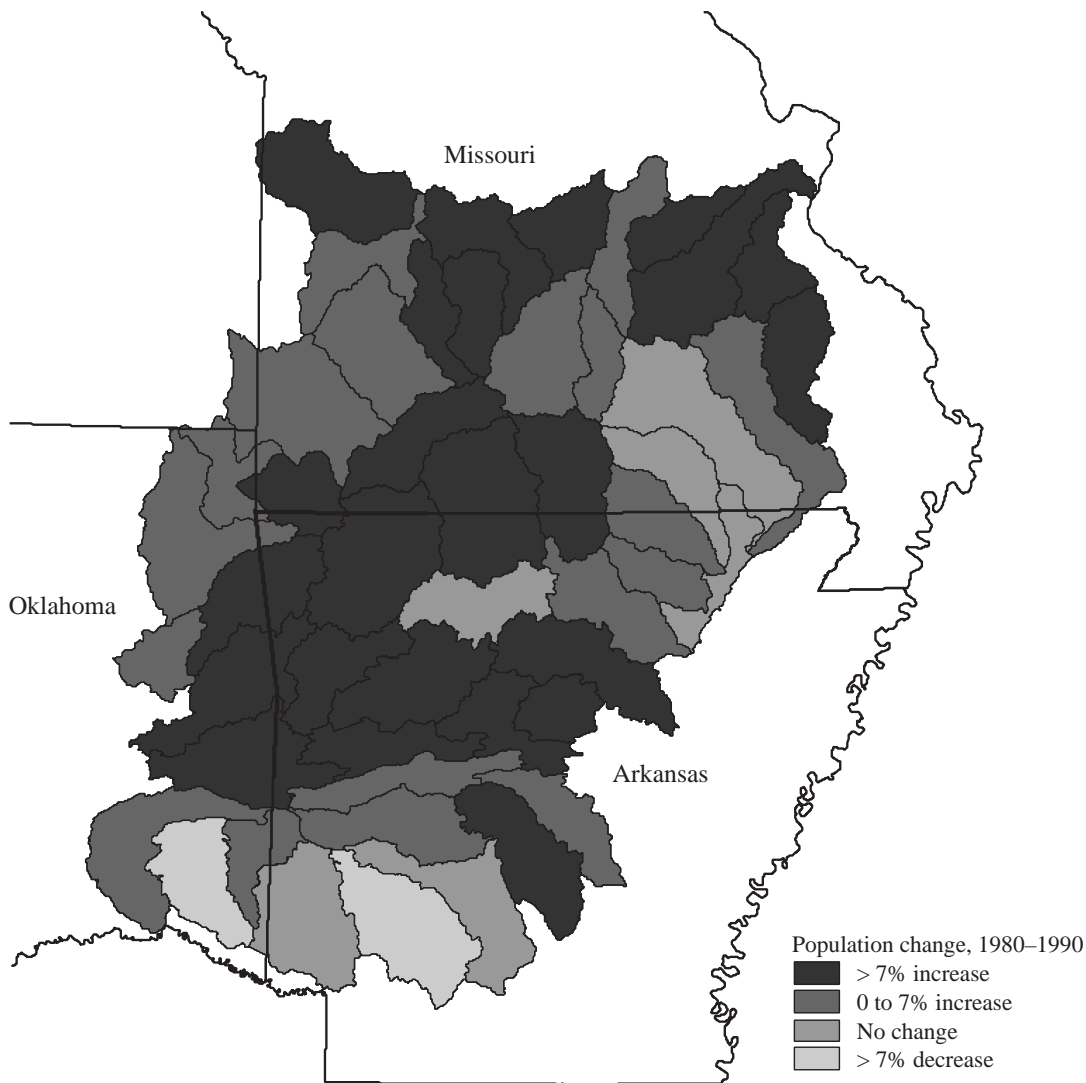 Missouri
Oklahoma
Arkansas
Population change, 1980–1990
> 7% increase
0 to 7% increase
No change
> 7% decrease